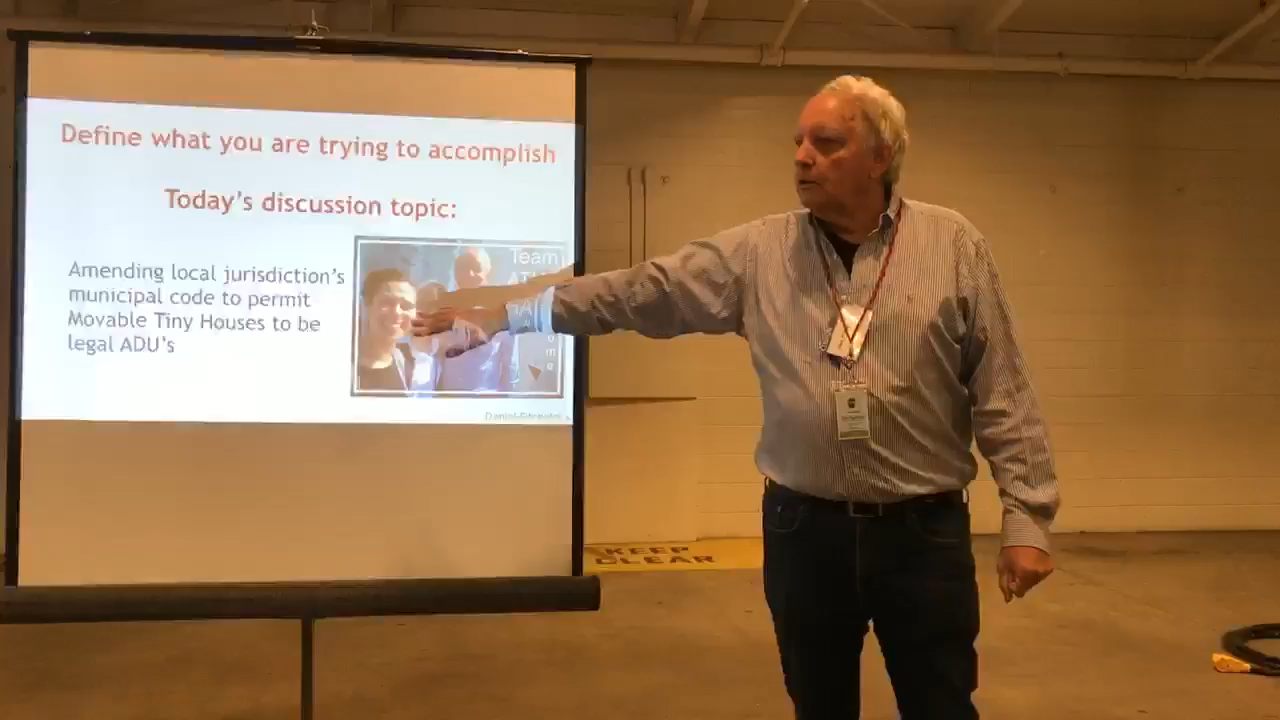 Define what you are trying to accomplish
Today's discussion topic:
Amending local jurisdiction's
municipal code to permit
Movable Tiny Houses to be
legal ADU's
Team
KEEP
CLEAR